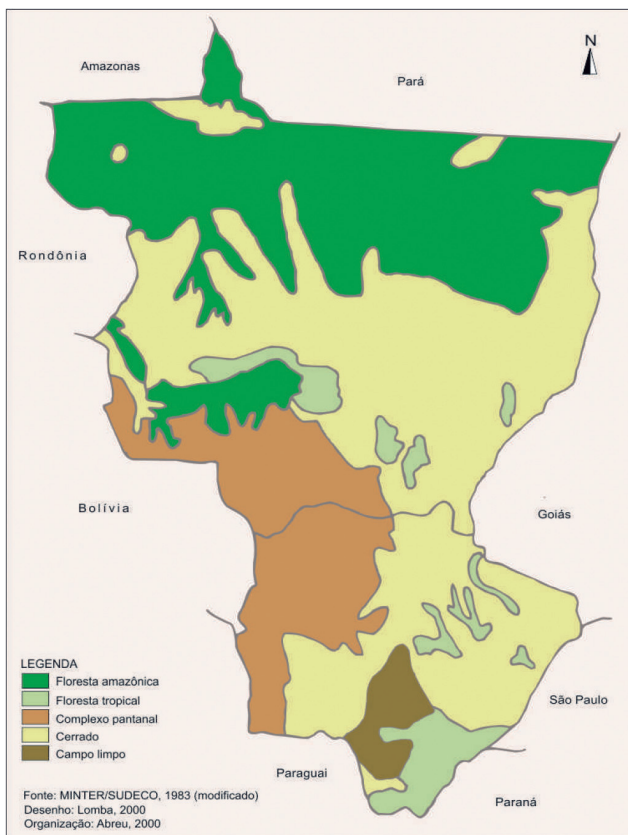 Amazonas
N
Pará
Rondônia
Bolívia
Goiás
LEGENDA
Floresta amazônica
Floresta tropical
Complexo pantanal
Cerrado
Campo limpo
São Paulo
Paraguai
Paraná
Fonte: MINTER/SUDECO, 1983 (modificado)
Desenho: Lomba, 2000
Organização: Abreu, 2000